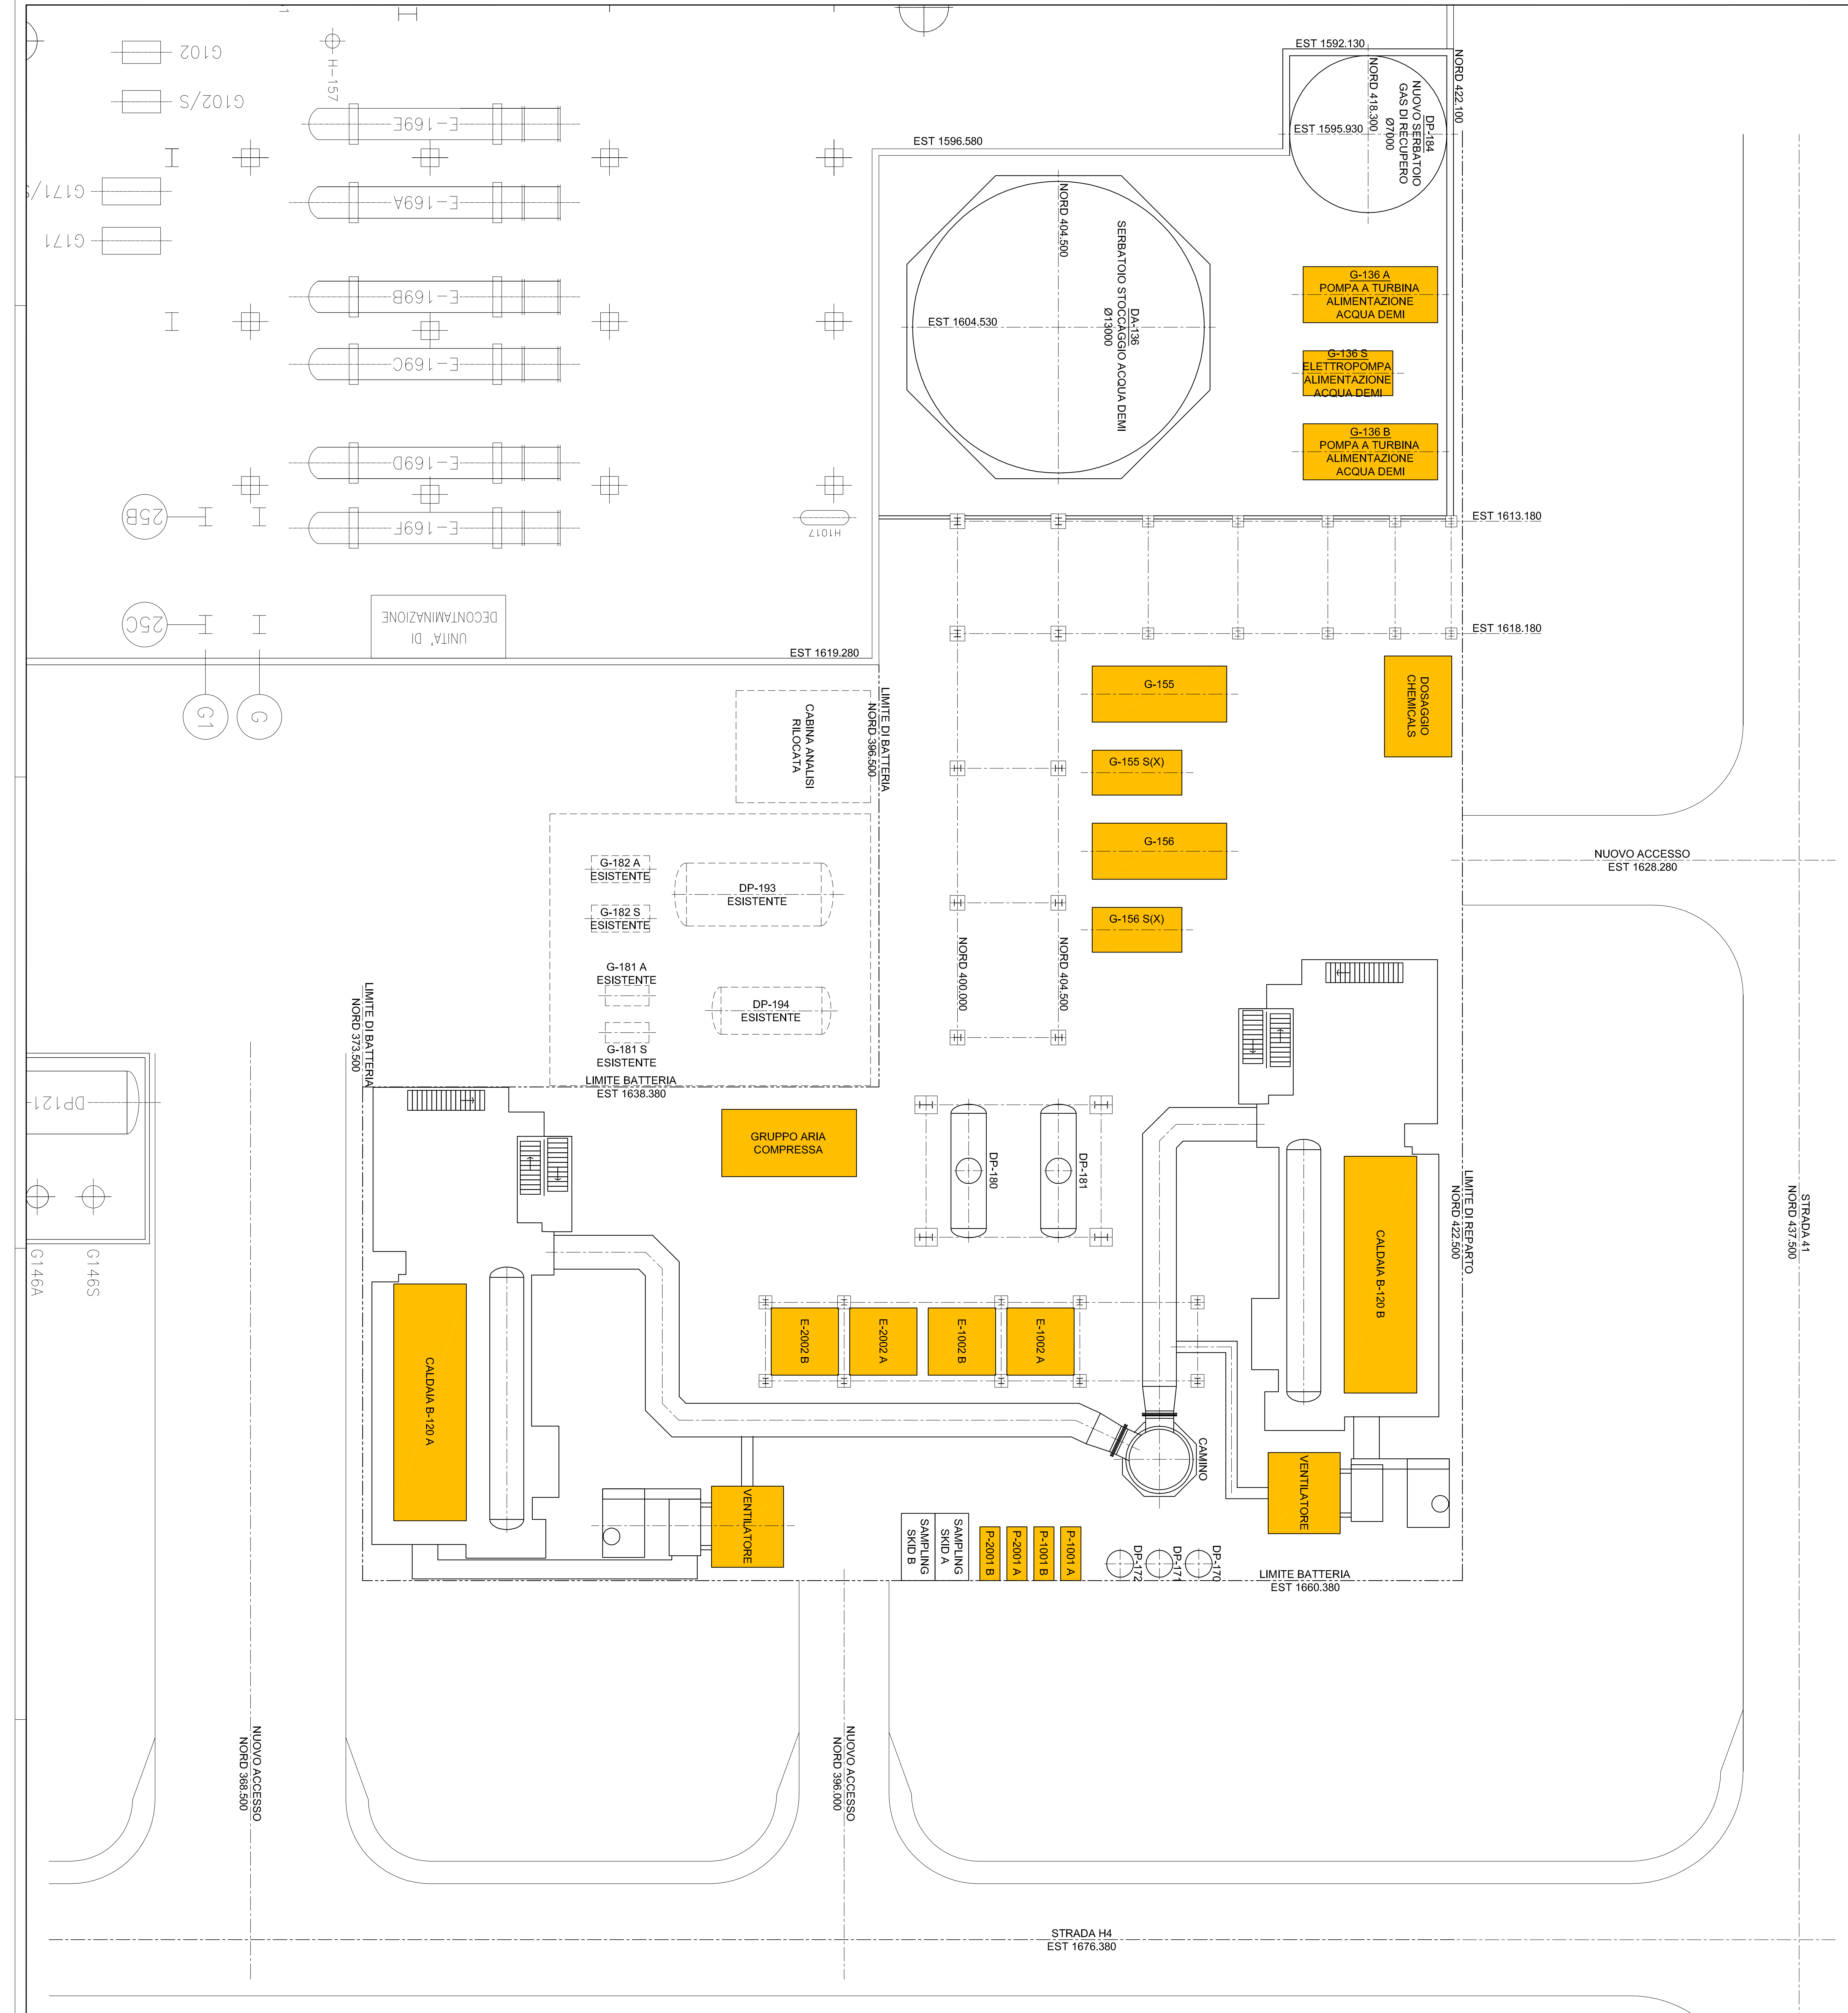 G102
G102/S
G171/S
G171
H-157
E-169E
E-169A
E-169B
E-169C
E-169D
E-169F
H1017
25B
25C
G1
G
UNITA' DI
DECONTAMINAZIONE
EST 1619.280
EST 1592.130
NORD 422.100
NORD 418.300
EST 1595.930
DP-184
NUOVO SERBATOIO
GAS DI RECUPERO
Ø7000
EST 1596.580
NORD 404.500
EST 1604.530
DA-136
SERBATOIO STOCCAGGIO ACQUA DEMI
Ø13000
G-136 A
POMPA A TURBINA
ALIMENTAZIONE
ACQUA DEMI
G-136 S
ELETTROPOMPA
ALIMENTAZIONE
ACQUA DEMI
G-136 B
POMPA A TURBINA
ALIMENTAZIONE
ACQUA DEMI
EST 1613.180
EST 1618.180
LIMITE DI BATTERIA
NORD 396.500
CABINA ANALISI
RILOCATA
G-155
G-155 S(X)
G-156
G-156 S(X)
DOSAGGIO
CHEMICALS
NUOVO ACCESSO
EST 1628.280
G-182 A
ESISTENTE
G-182 S
ESISTENTE
DP-193
ESISTENTE
G-181 A
ESISTENTE
DP-194
ESISTENTE
G-181 S
ESISTENTE
LIMITE BATTERIA
EST 1638.380
NORD 400.000
NORD 404.500
LIMITE DI BATTERIA
NORD 373.500
DP121
G146A
G146S
GRUPPO ARIA
COMPRESSA
DP-180
DP-181
LIMITE DI REPARTO
NORD 422.500
STRADA 41
NORD 437.500
CALDAIA B-120 B
CALDAIA B-120 A
E-2002 B
E-2002 A
E-1002 B
E-1002 A
CAMINO
VENTILATORE
VENTILATORE
SAMPLING
SKID B
SAMPLING
SKID A
P-2001 B
P-2001 A
P-1001 B
P-1001 A
DP-172
DP-171
DP-170
LIMITE BATTERIA
EST 1660.380
NUOVO ACCESSO
NORD 368.500
NUOVO ACCESSO
NORD 396.000
STRADA H4
EST 1676.380